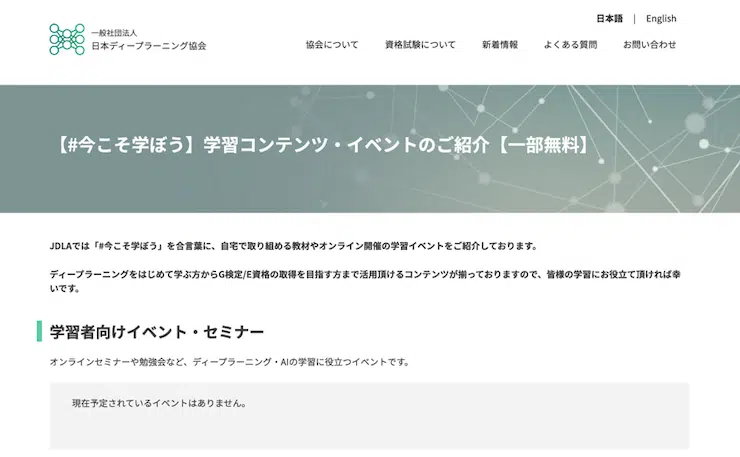 日本語 | English
一般社団法人
日本ディープラーニング協会
協会について 資格試験について 新着情報 よくある質問 お問い合わせ
【#今こそ学ぼう】学習コンテンツ・イベントのご紹介【一部無料】
JDLAでは「#今こそ学ぼう」を合言葉に、自宅で取り組める教材やオンライン開催の学習イベントをご紹介しております。
ディープラーニングをはじめて学ぶ方からG検定/E資格の取得を目指す方まで活用頂けるコンテンツが揃っておりますので、皆様の学習にお役立て頂ければ幸
いです。
学習者向けイベント・セミナー
オンラインセミナーや勉強会など、ディープラーニング・AIの学習に役立つイベントです。
現在予定されているイベントはありません。